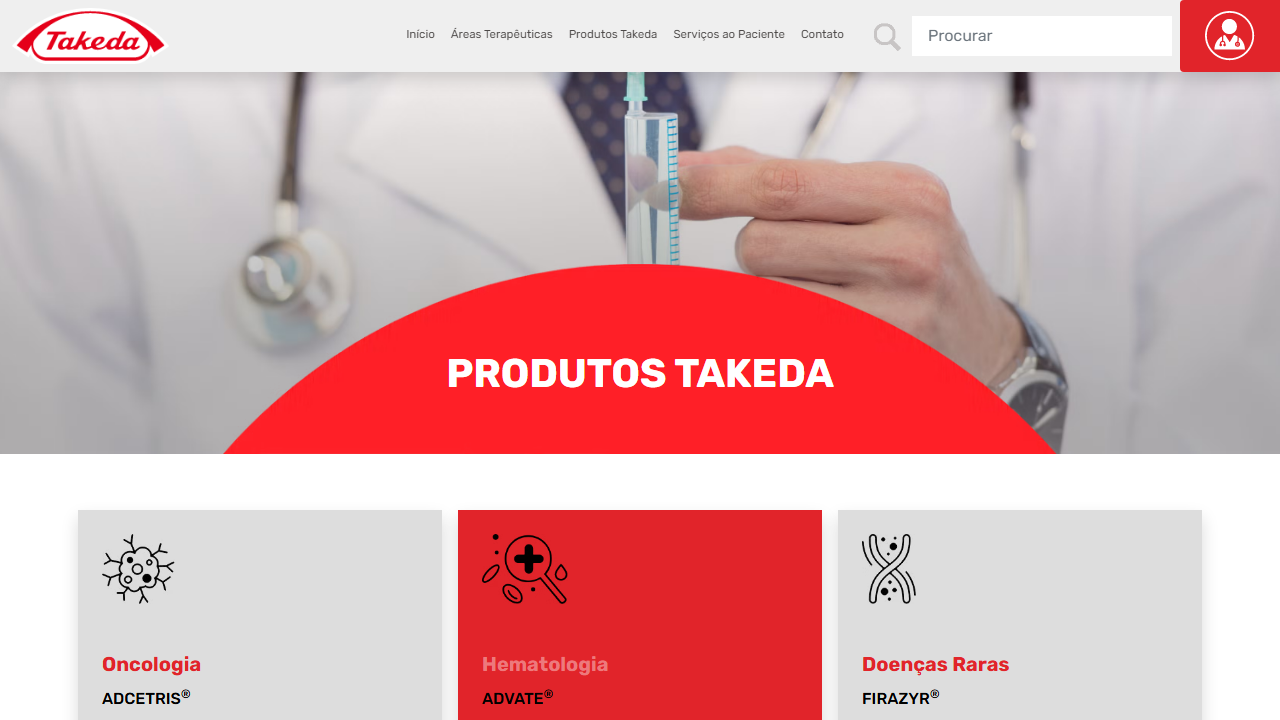 Takeda
Início Áreas Terapêuticas Produtos Takeda Serviços ao Paciente Contato Procurar
PRODUTOS TAKEDA
Oncologia
ADCETRIS®
Hematologia
ADVATE®
Doenças Raras
FIRAZYR®